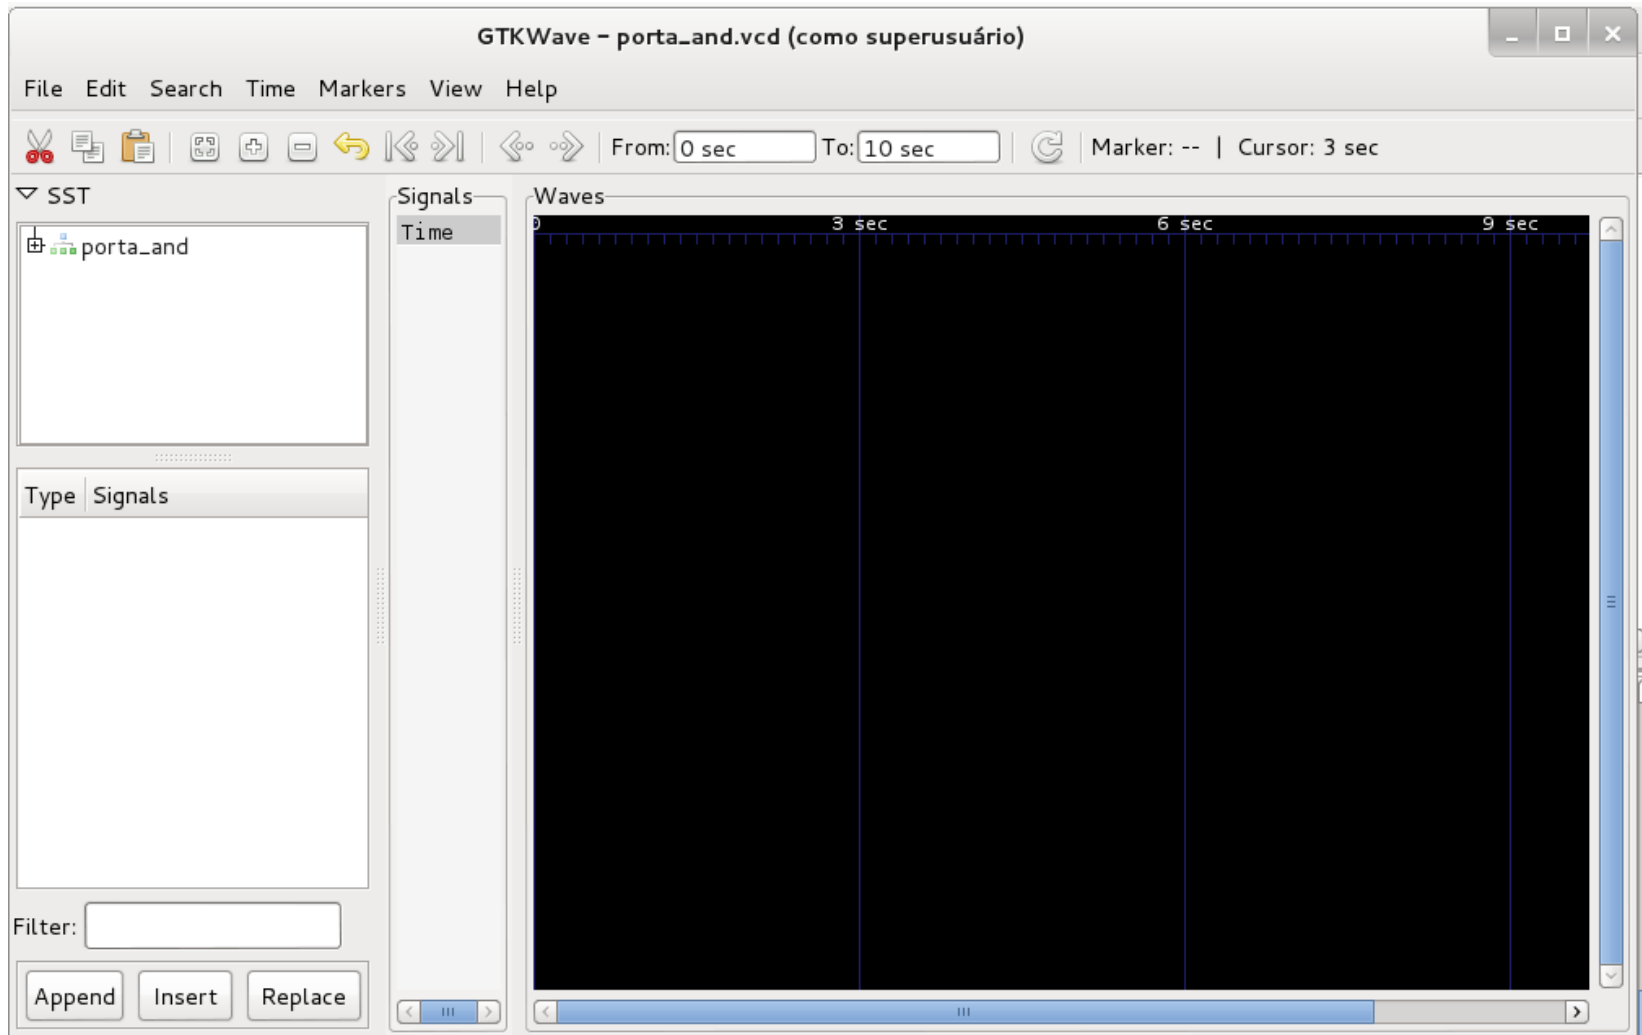 GTKWave – porta_and.vcd (como superusuário)
File Edit Search Time Markers View Help
From: 0 sec To: 10 sec Marker: -- | Cursor: 3 sec
SST
porta_and
Type Signals
Filter:
Append Insert Replace
Signals
Time
Waves
0 3 sec 6 sec 9 sec